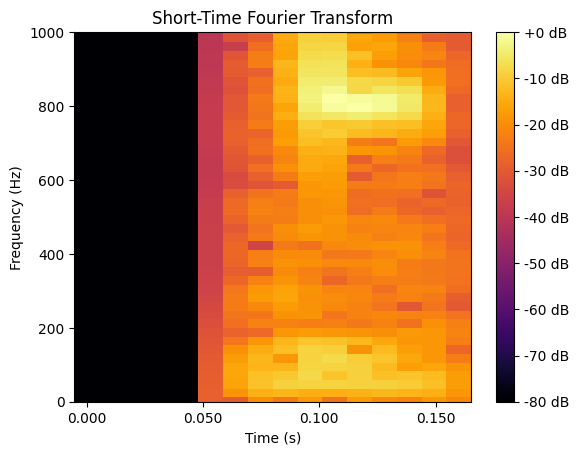 Short-Time Fourier Transform
Frequency (Hz)
1000
800
600
400
200
0
0.000
0.050
0.100
0.150
Time (s)
+0 dB
-10 dB
-20 dB
-30 dB
-40 dB
-50 dB
-60 dB
-70 dB
-80 dB